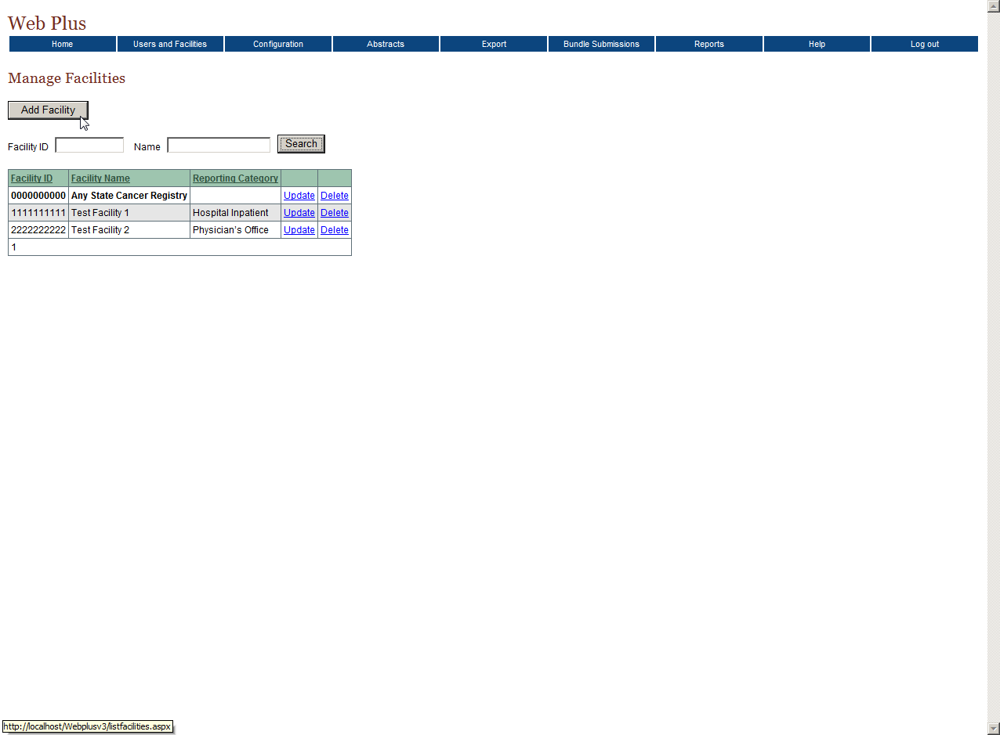 Web Plus
Home Users and Facilities Configuration Abstracts Export Bundle Submissions Reports Help Log out
Manage Facilities
Add Facility
Facility ID Name Search
Facility ID Facility Name Reporting Category
0000000000 Any State Cancer Registry Update Delete
1111111111 Test Facility 1 Hospital Inpatient Update Delete
2222222222 Test Facility 2 Physician's Office Update Delete
1
http://localhost/Webplusv3/listfacilities.aspx